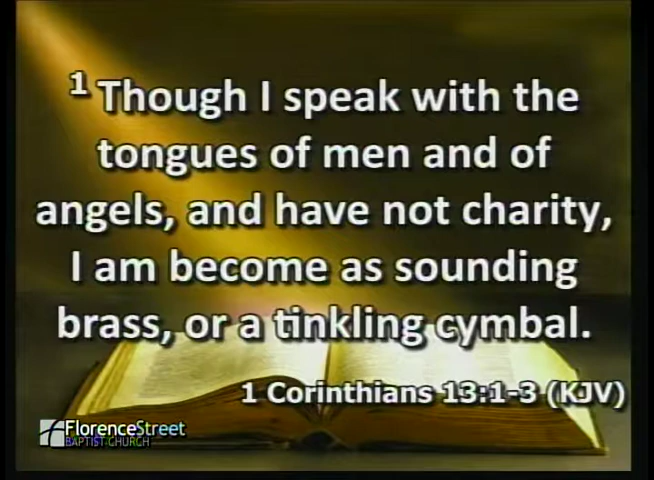 1 Though I speak with the
tongues of men and of
angels, and have not charity,
I am become as sounding
brass, or a tinkling cymbal.
1 Corinthians 13:1-3 (KJV)
FlorenceStreet
BAPTIST CHURCH